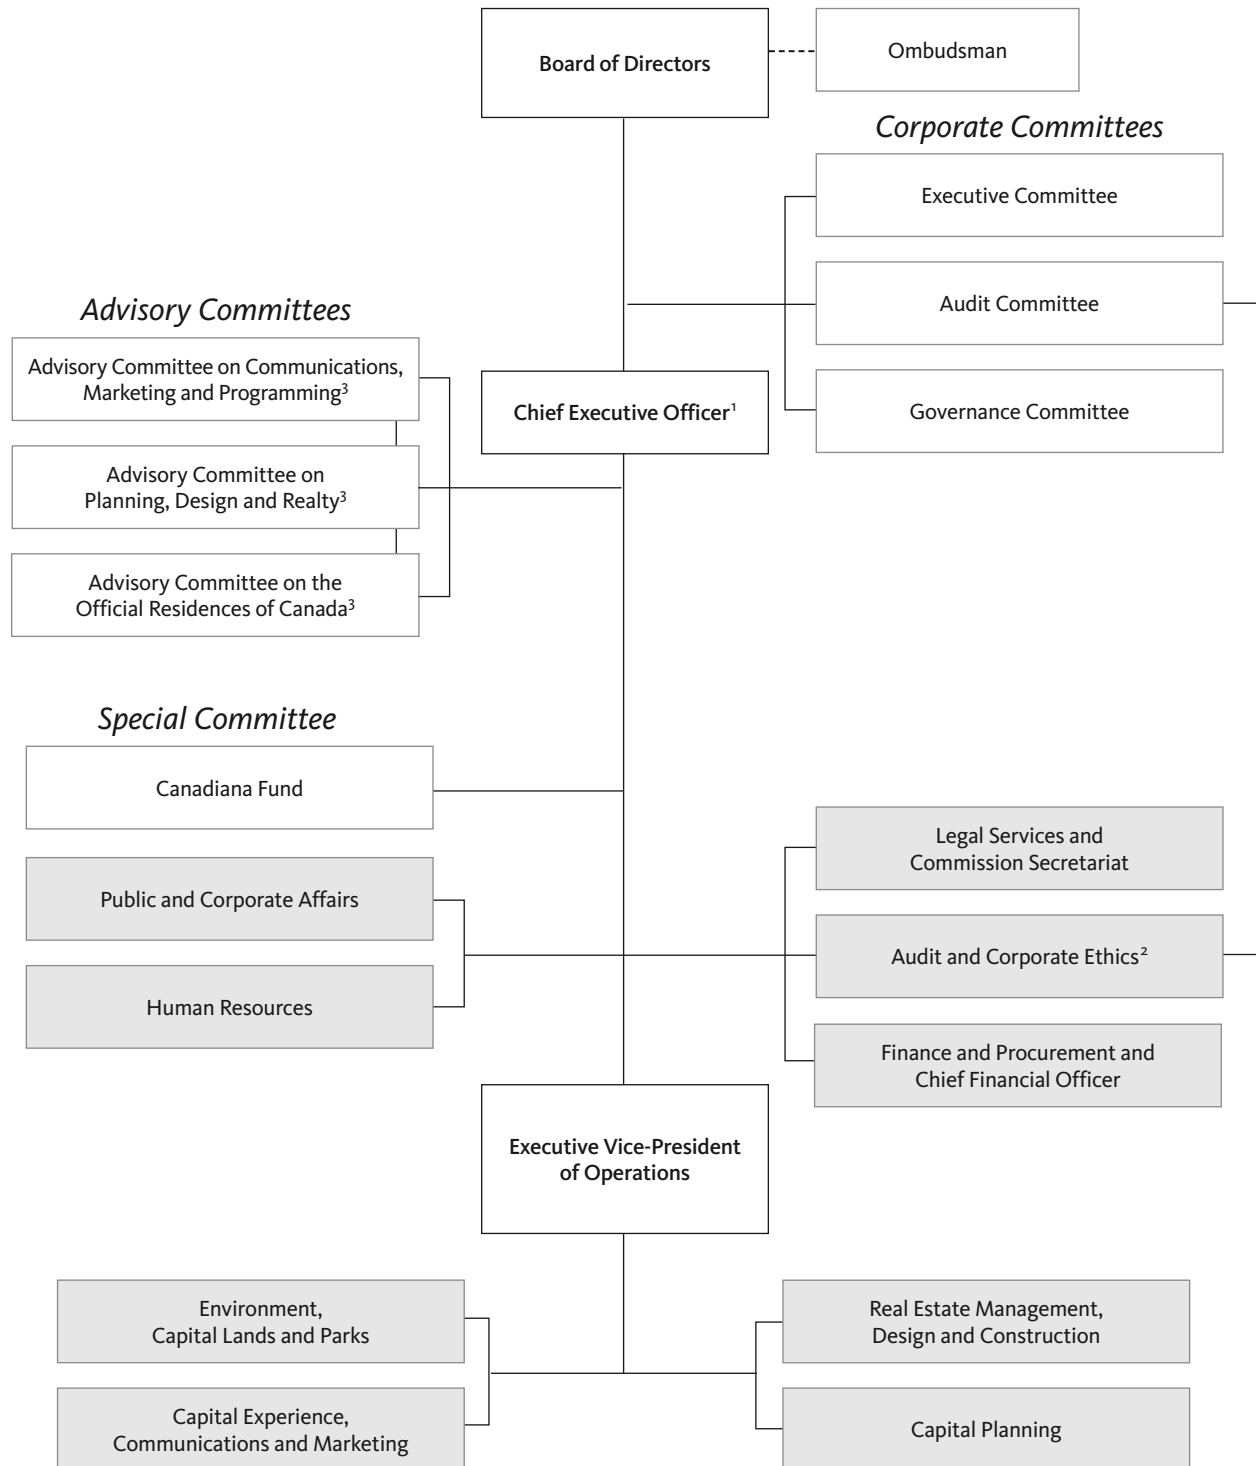 Board of Directors
Ombudsman
Corporate Committees
Executive Committee
Audit Committee
Governance Committee
Advisory Committees
Advisory Committee on Communications,
Marketing and Programming³
Advisory Committee on
Planning, Design and Realty³
Advisory Committee on the
Official Residences of Canada³
Chief Executive Officer¹
Special Committee
Canadiana Fund
Public and Corporate Affairs
Human Resources
Legal Services and
Commission Secretariat
Audit and Corporate Ethics²
Finance and Procurement and
Chief Financial Officer
Executive Vice-President
of Operations
Environment,
Capital Lands and Parks
Capital Experience,
Communications and Marketing
Real Estate Management,
Design and Construction
Capital Planning